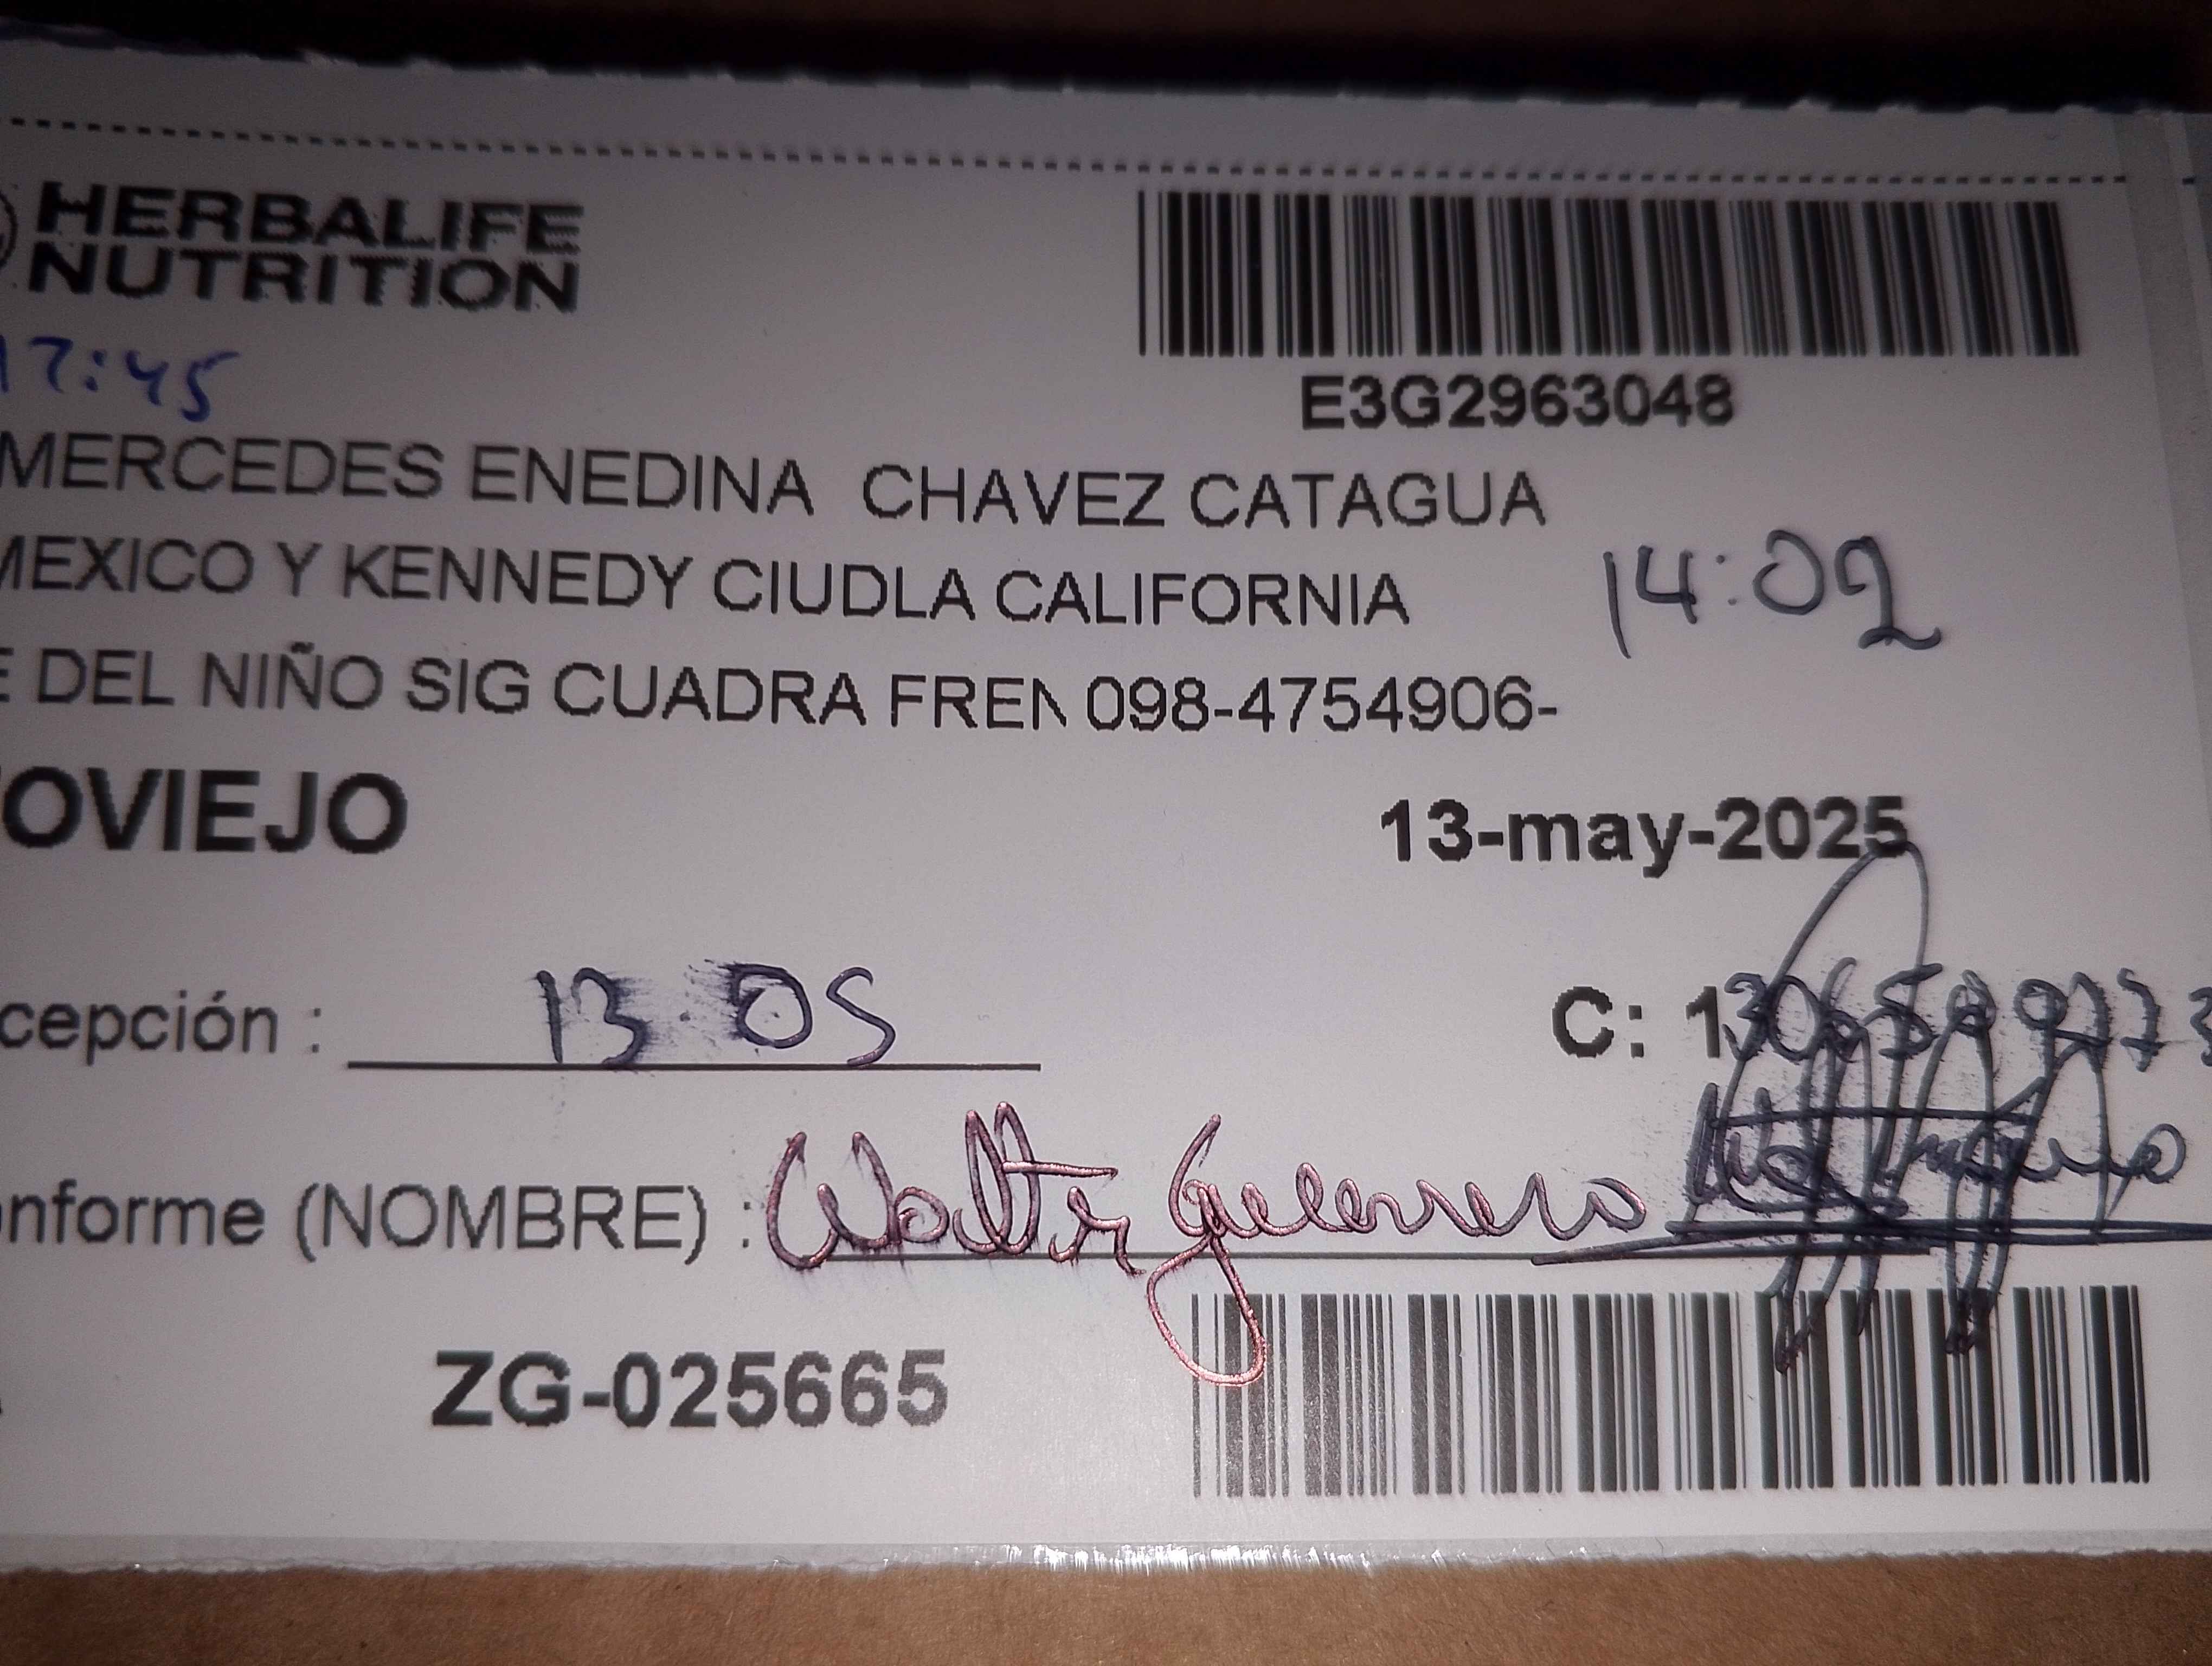 HERBALIFE
NUTRITION
17:45
E3G2963048
MERCEDES ENEDINA CHAVEZ CATAGUA
MEXICO Y KENNEDY CIUDLA CALIFORNIA
14:02
E DEL NIÑO SIG CUADRA FREN 098-4754906-
OVIEJO
13-may-2025
cepción : 13 05
C:
nforme (NOMBRE) : Walter Guerrero
ZG-025665